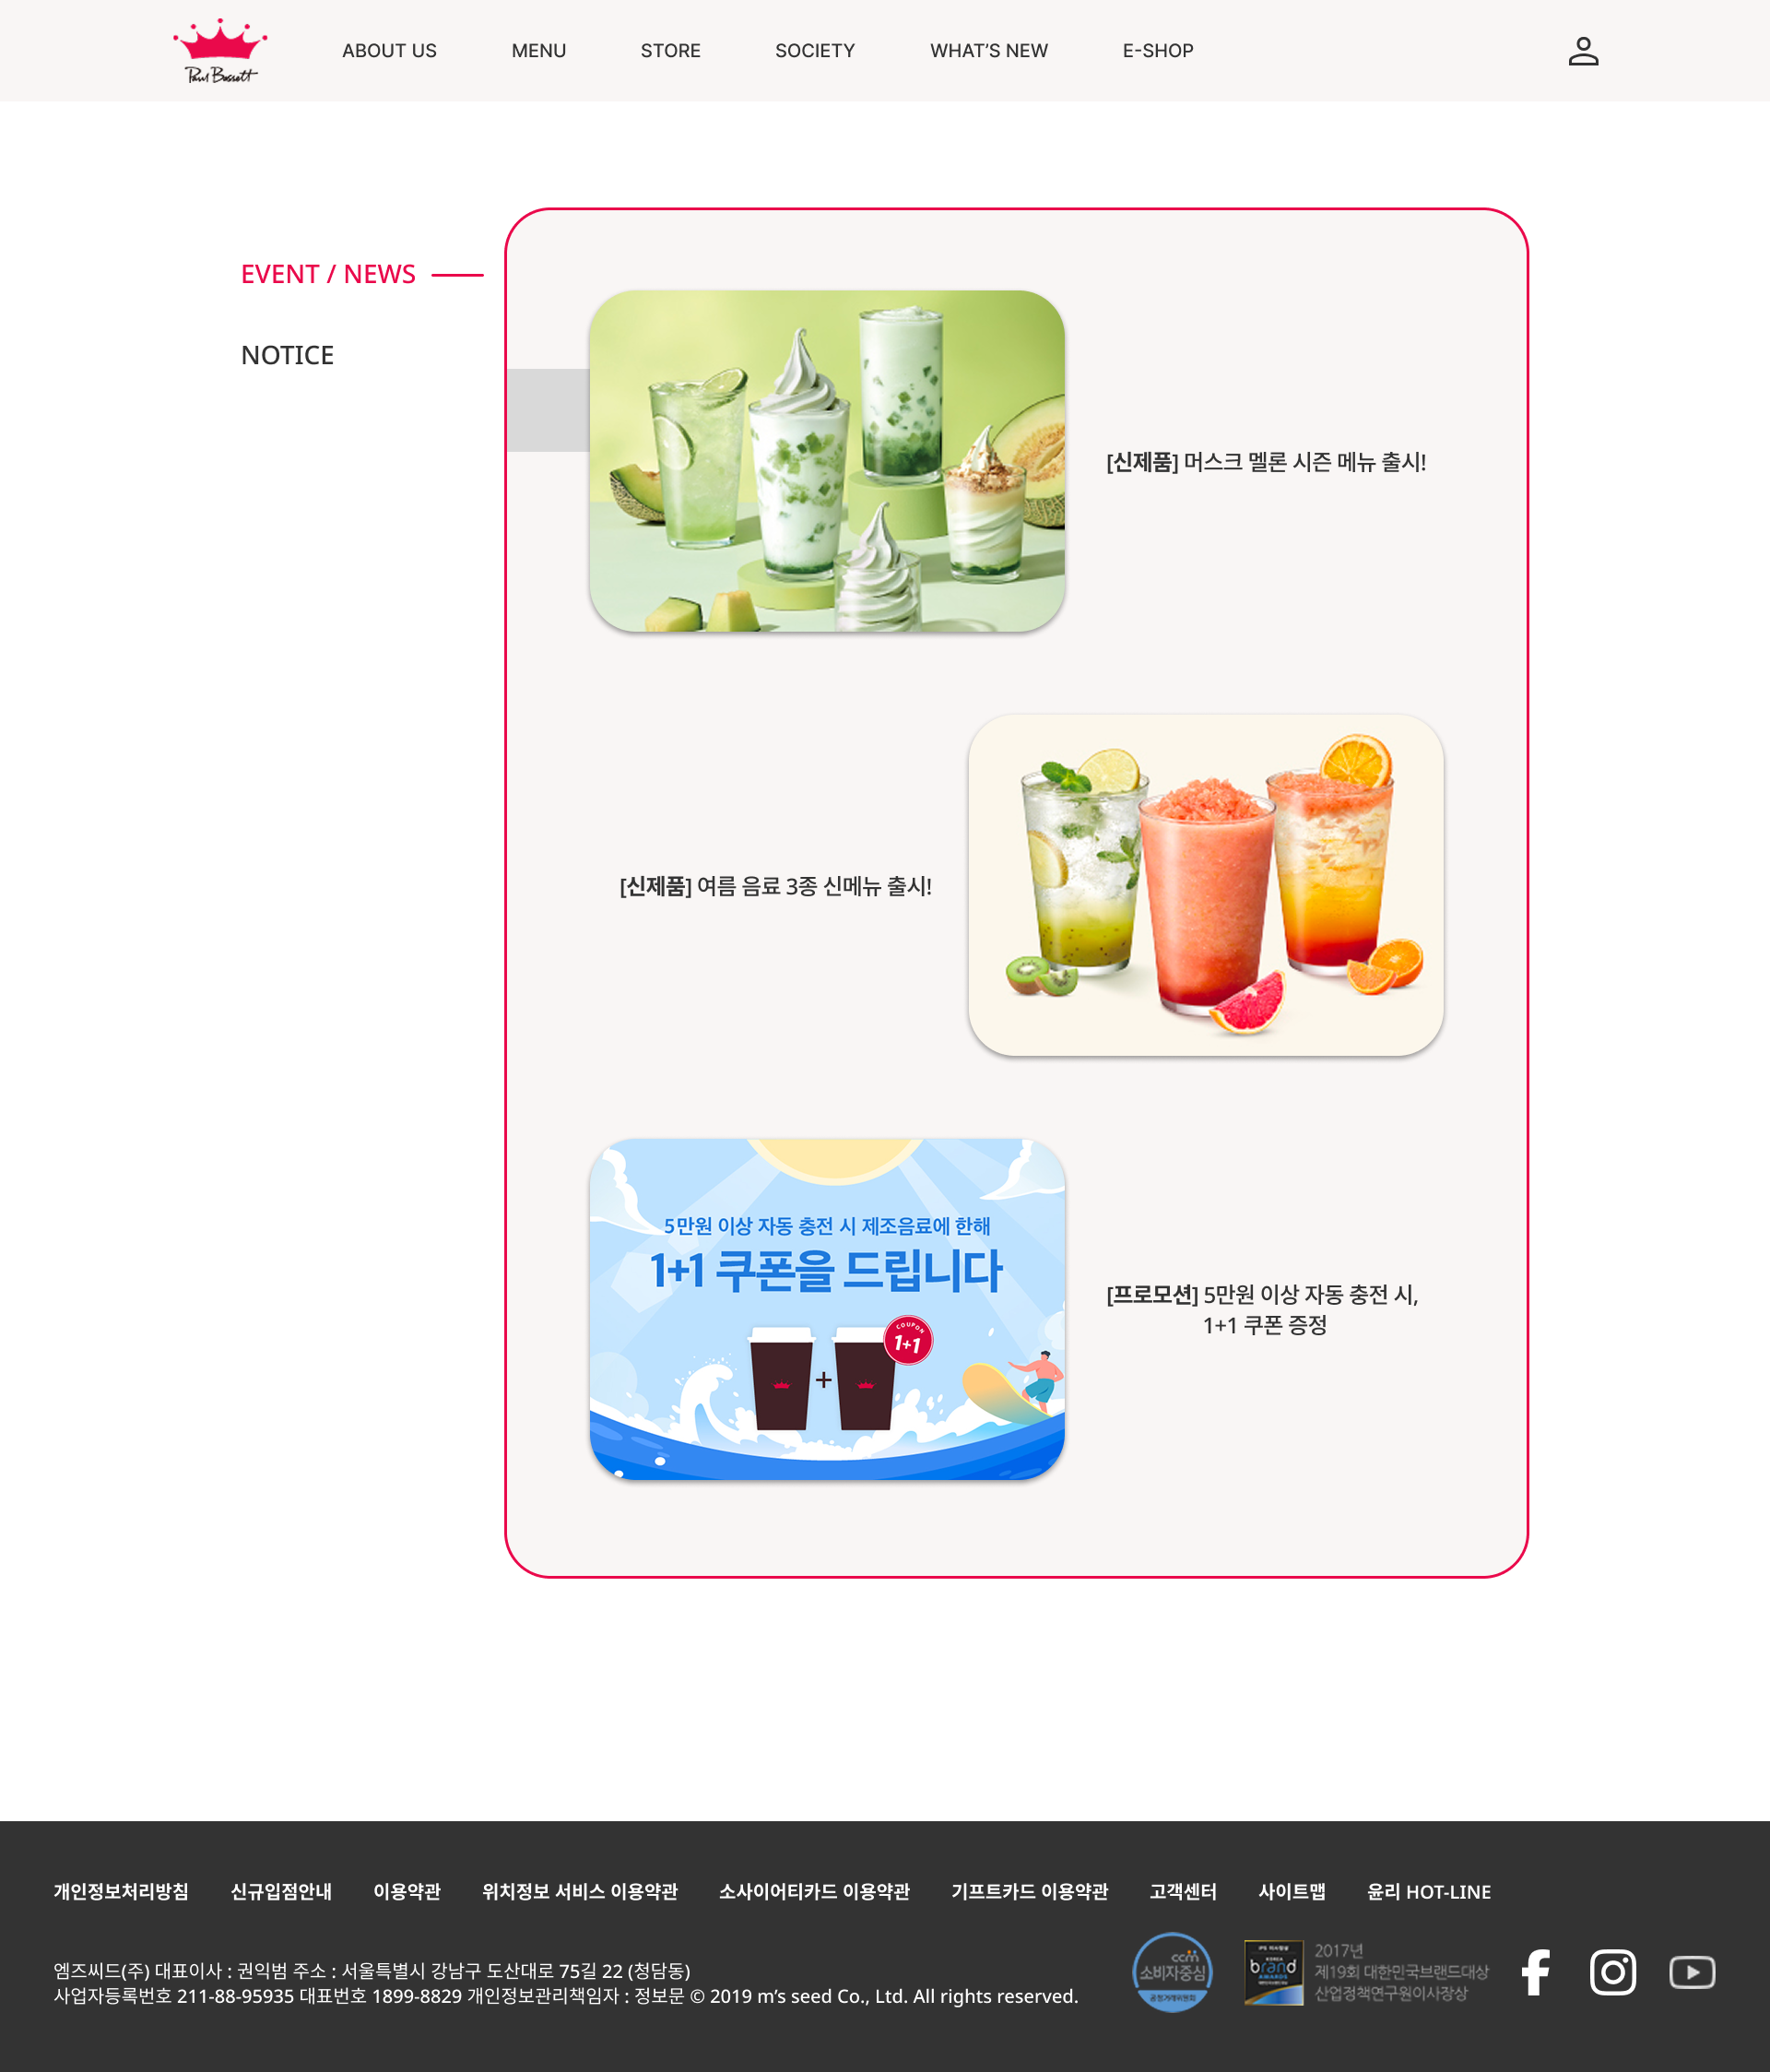 Paul Bassett
ABOUT US
MENU
STORE
SOCIETY
WHAT’S NEW
E-SHOP
EVENT / NEWS
NOTICE
[신제품] 머스크 멜론 시즌 메뉴 출시!
[신제품] 여름 음료 3종 신메뉴 출시!
5만원 이상 자동 충전 시 제조음료에 한해
1+1 쿠폰을 드립니다
COUPON
1+1
+
[프로모션] 5만원 이상 자동 충전 시,
1+1 쿠폰 증정
개인정보처리방침
신규입점안내
이용약관
위치정보 서비스 이용약관
소사이어티카드 이용약관
기프트카드 이용약관
고객센터
사이트맵
윤리 HOT-LINE
엠즈씨드(주) 대표이사 : 권익범 주소 : 서울특별시 강남구 도산대로 75길 22 (청담동)
사업자등록번호 211-88-95935 대표번호 1899-8829 개인정보관리책임자 : 정보문 © 2019 m’s seed Co., Ltd. All rights reserved.
ccm
소비자중심
공정거래위원회
KOREA
brand
AWARDS
2017년
제19회 대한민국브랜드대상
산업정책연구원이사장상